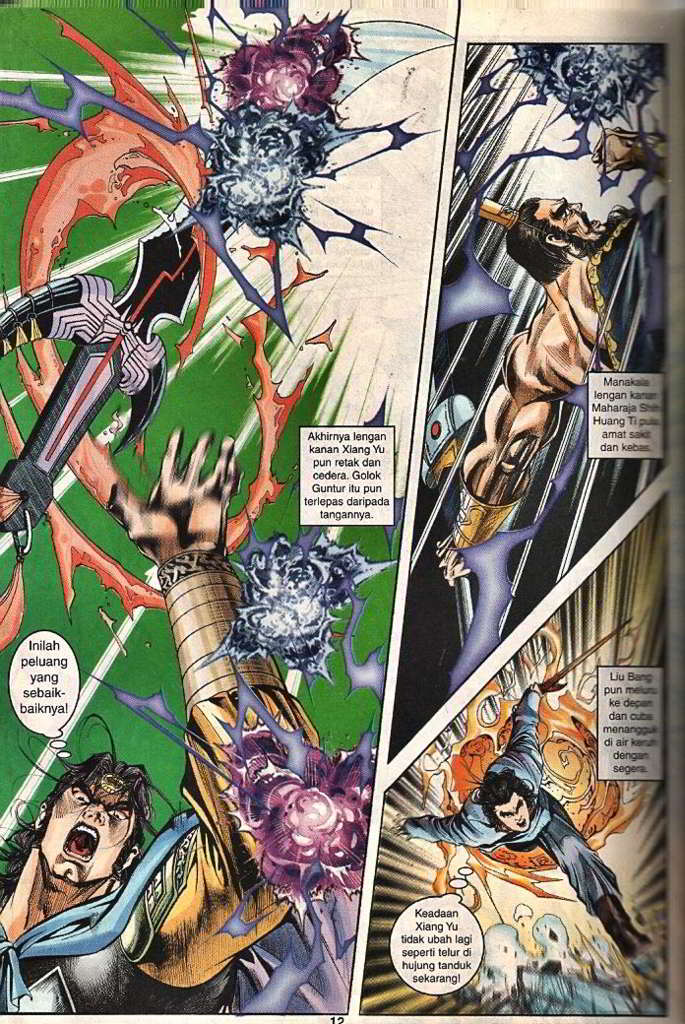 Akhirnya lengan
kanan Xiang Yu
pun retak dan
cedera. Golok
Guntur itu pun
terlepas daripada
tangannya.
Inilah
peluang
yang
sebaik-
baiknya!
Manakala
lengan kanan
Maharaja Shih
Huang Ti pula
amat sakit
dan kebas.
Liu Bang
pun meluru
ke depan
dan cuba
menangguk
di air keruh
dengan
segera.
Keadaan
Xiang Yu
tidak ubah lagi
seperti telur di
hujung tanduk
sekarang!
12